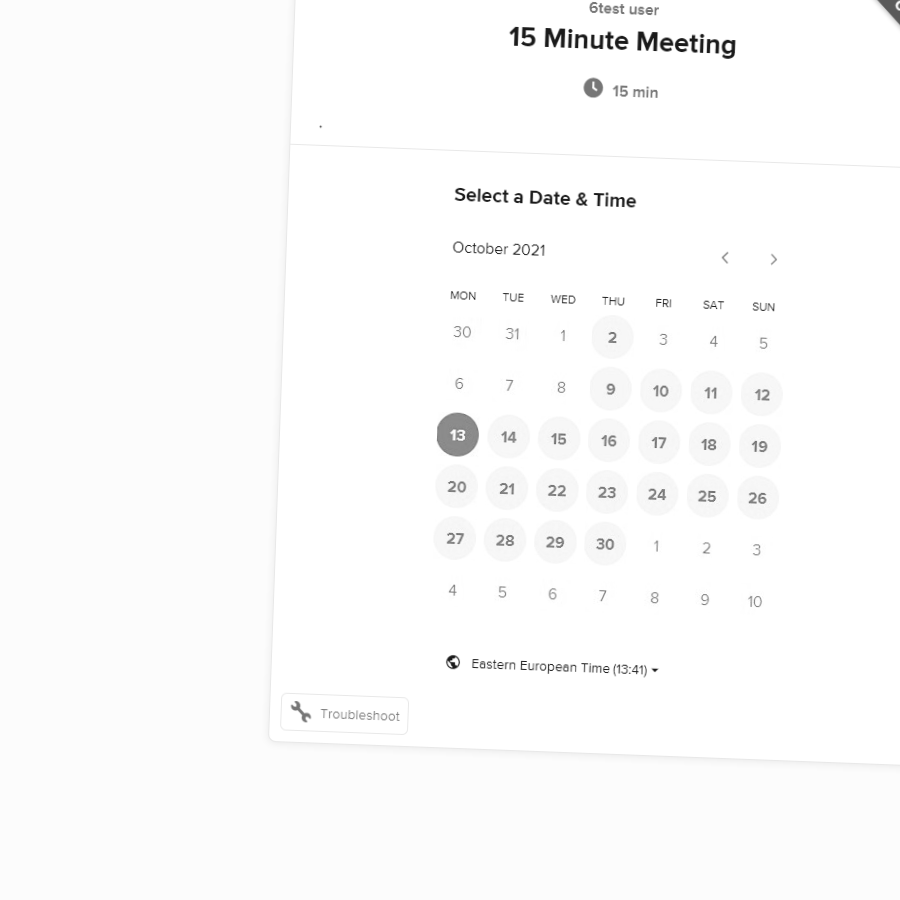 6test user
15 Minute Meeting
15 min
.
Select a Date & Time
October 2021
MON TUE WED THU FRI SAT SUN
30 31 1 2 3 4 5
6 7 8 9 10 11 12
13 14 15 16 17 18 19
20 21 22 23 24 25 26
27 28 29 30 1 2 3
4 5 6 7 8 9 10
Eastern European Time (13:41)
Troubleshoot